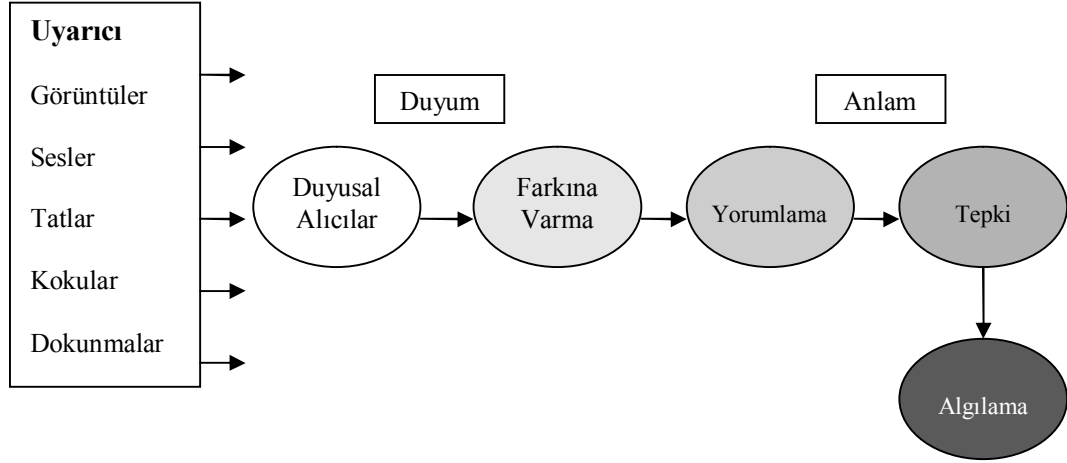 Uyarıcı
Görüntüler
Sesler
Tatlar
Kokular
Dokunmalar
Duyum
Anlam
Duyusal
Alıcılar
Farkına
Varma
Yorumlama
Tepki
Algılama